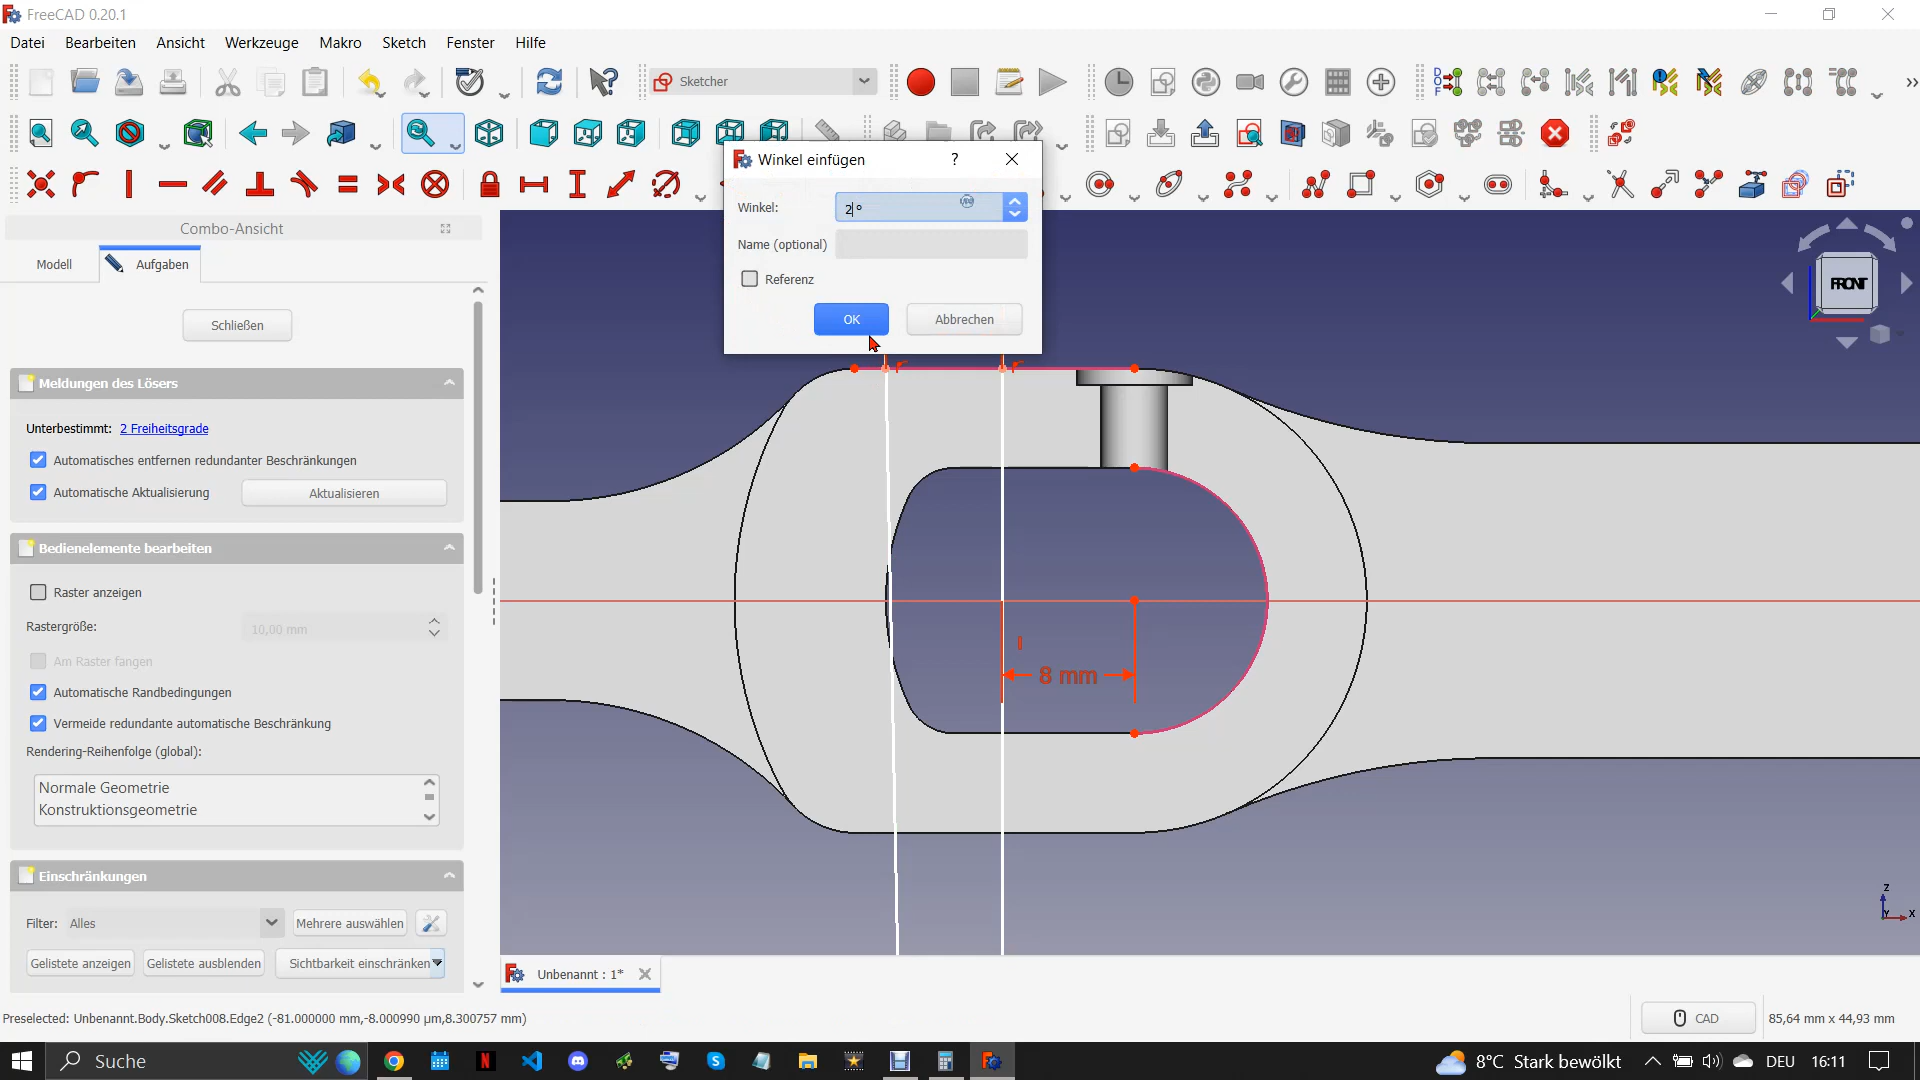 FreeCAD 0.20.1
Datei Bearbeiten Ansicht Werkzeuge Makro Sketch Fenster Hilfe
Sketcher
Combo-Ansicht
Modell Aufgaben
Schließen
Meldungen des Lösers
Unterbestimmt: 2 Freiheitsgrade
Automatisches entfernen redundanter Beschränkungen
Automatische Aktualisierung Aktualisieren
Bedienelemente bearbeiten
Raster anzeigen
Rastergröße: 10,00 mm
Am Raster fangen
Automatische Randbedingungen
Vermeide redundante automatische Beschränkung
Rendering-Reihenfolge (global):
Normale Geometrie
Konstruktionsgeometrie
Einschränkungen
Filter: Alles Mehrere auswählen
Gelistete anzeigen Gelistete ausblenden Sichtbarkeit einschränken
Winkel einfügen ?
Winkel: 2°
Name (optional)
Referenz
OK Abbrechen
FRONT
8 mm
Z
Y X
Unbenannt : 1*
Preselected: Unbenannt.Body.Sketch008.Edge2 (-81.000000 mm,-8.000990 µm,8.300757 mm)
CAD 85,64 mm x 44,93 mm
Suche
8°C Stark bewölkt DEU 16:11